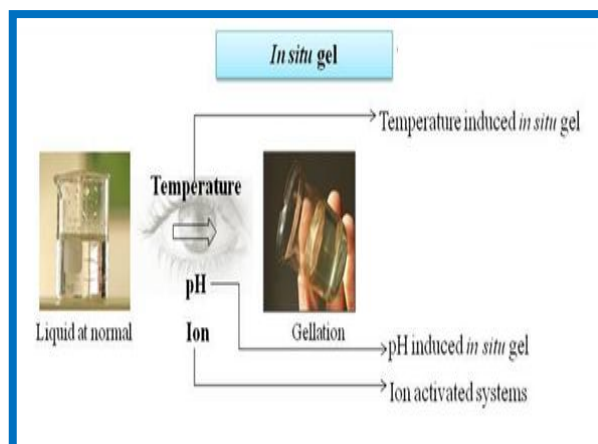 In situ gel
Temperature induced in situ gel
Temperature
pH
Ion
Liquid at normal
Gellation
pH induced in situ gel
Ion activated systems